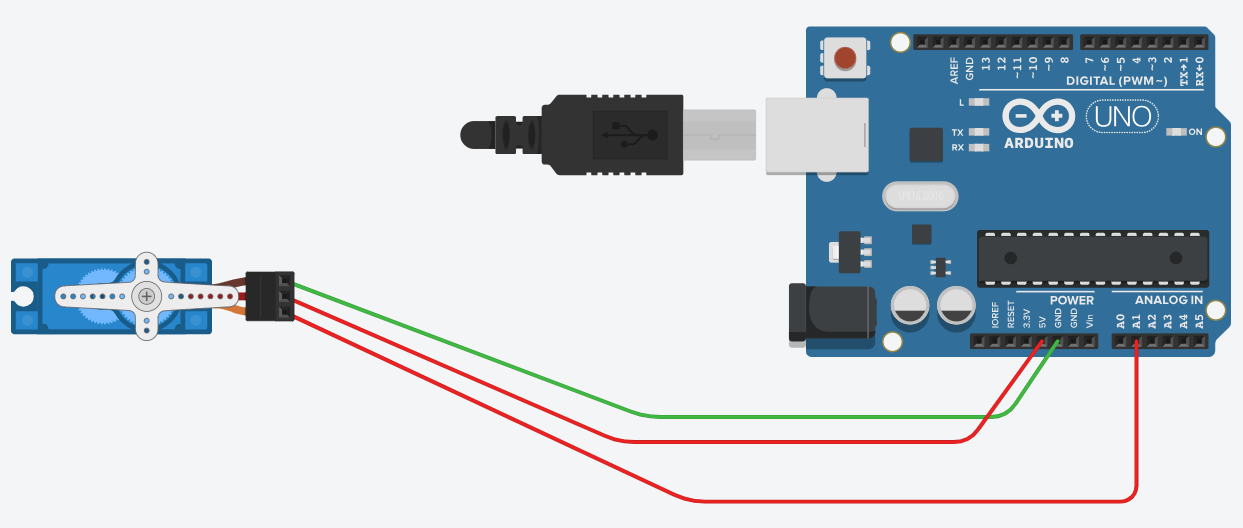 AREF
GND
13
12
~11
~10
~9
8
7
~6
~5
4
~3
2
TX→1
RX←0
DIGITAL (PWM~)
L
TX
RX
UNO
ON
ARDUINO
POWER
ANALOG IN
IOREF
RESET
3.3V
5V
GND
GND
Vin
A0
A1
A2
A3
A4
A5